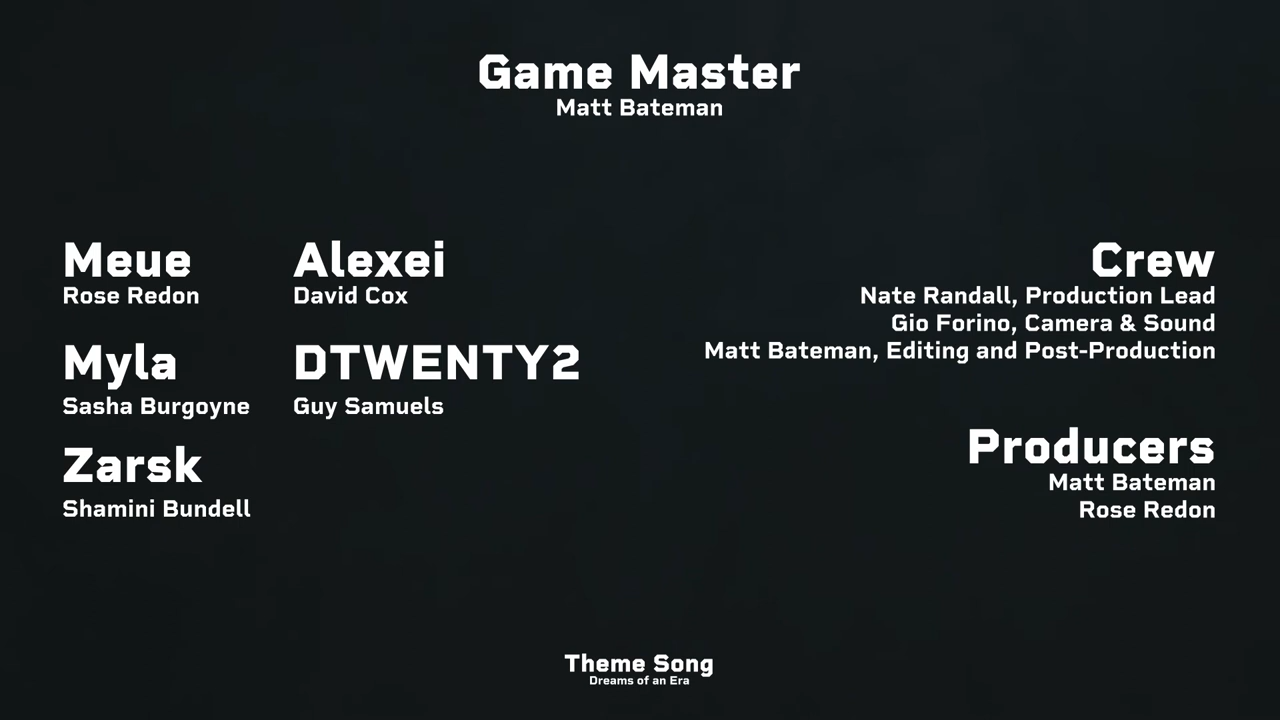 Game Master
Matt Bateman
Meue
Rose Redon
Alexei
David Cox
Myla
Sasha Burgoyne
DTWENTY2
Guy Samuels
Zarsk
Shamini Bundell
Crew
Nate Randall, Production Lead
Gio Forino, Camera & Sound
Matt Bateman, Editing and Post-Production
Producers
Matt Bateman
Rose Redon
Theme Song
Dreams of an Era